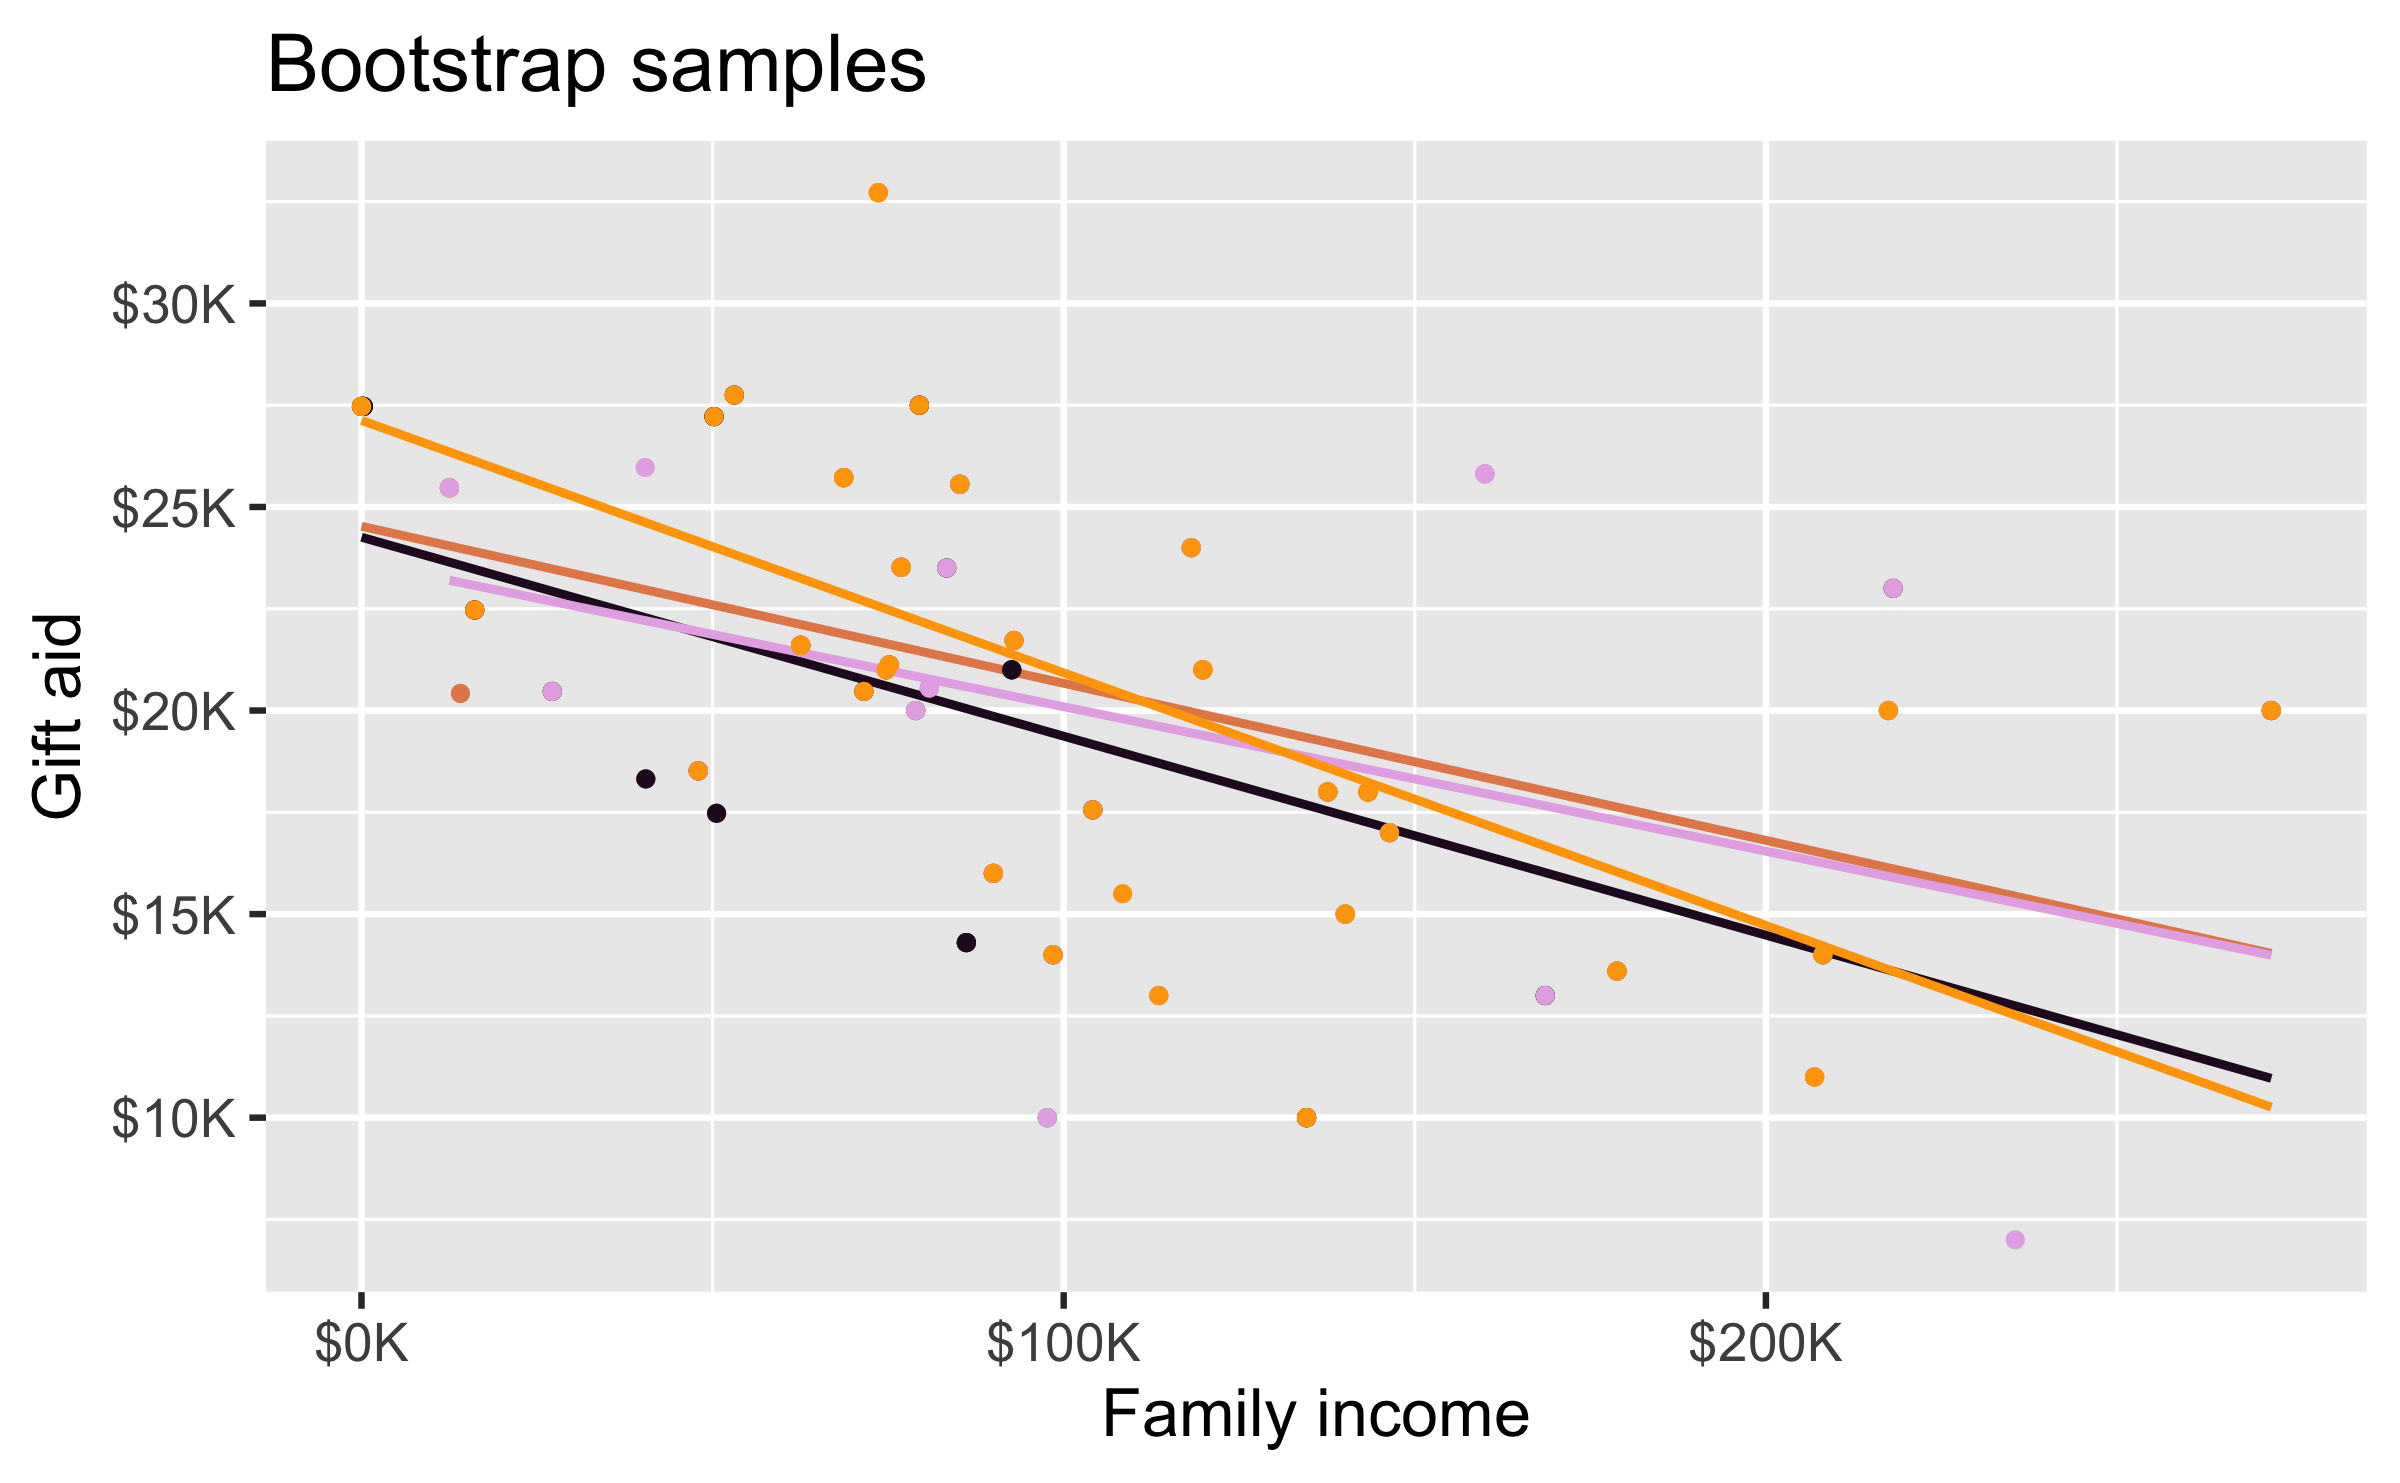 Bootstrap samples
$30K
$25K
$20K
$15K
$10K
Gift aid
$0K $100K $200K
Family income